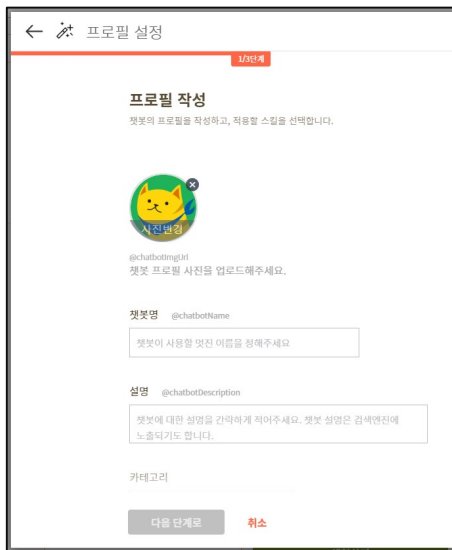 프로필 설정
1/3단계
프로필 작성
챗봇의 프로필을 작성하고, 적용할 스킬을 선택합니다.
사진변경
@chatbotImgUrl
챗봇 프로필 사진을 업로드해주세요.
챗봇명 @chatbotName
챗봇이 사용할 멋진 이름을 정해주세요
설명 @chatbotDescription
챗봇에 대한 설명을 간략하게 적어주세요. 챗봇 설명은 검색엔진에
노출되기도 합니다.
카테고리
다음 단계로 취소